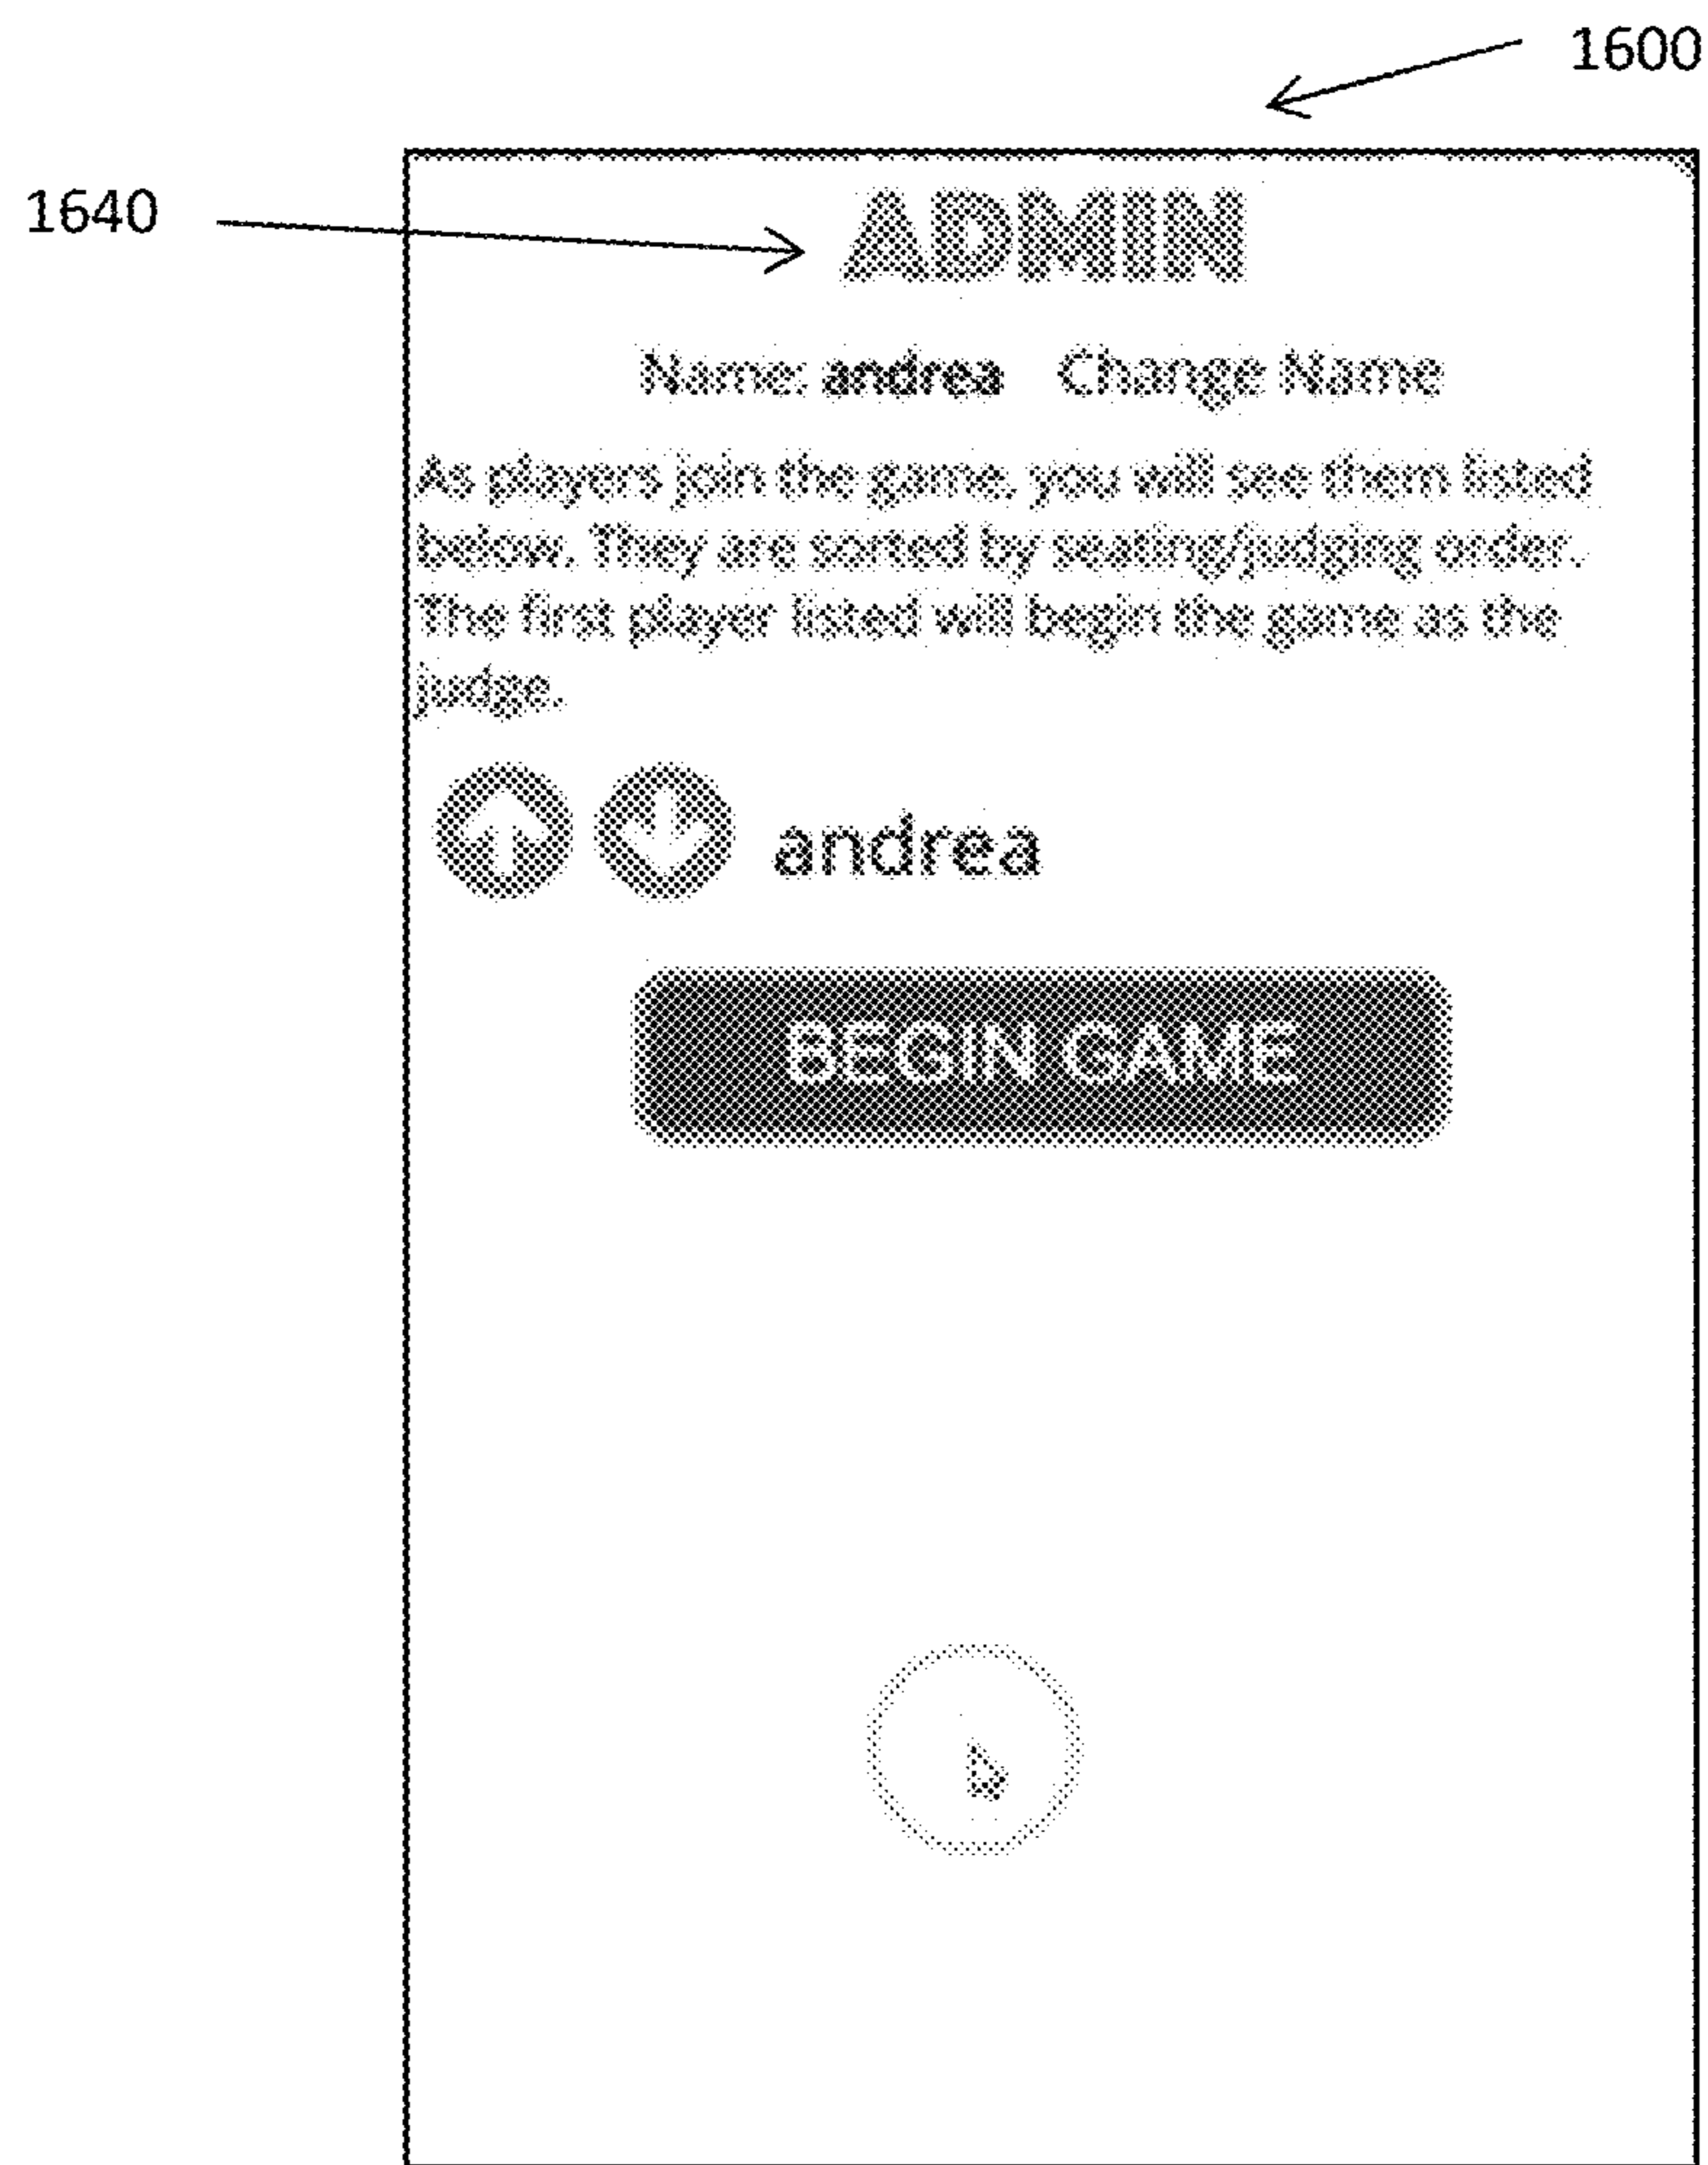 1600
1640
ADMIN
Name: andrea Change Name
As players join the game, you will see them listed
below. They are sorted by seating/judging order.
The first player listed will begin the game as the
judge.
andrea
BEGIN GAME